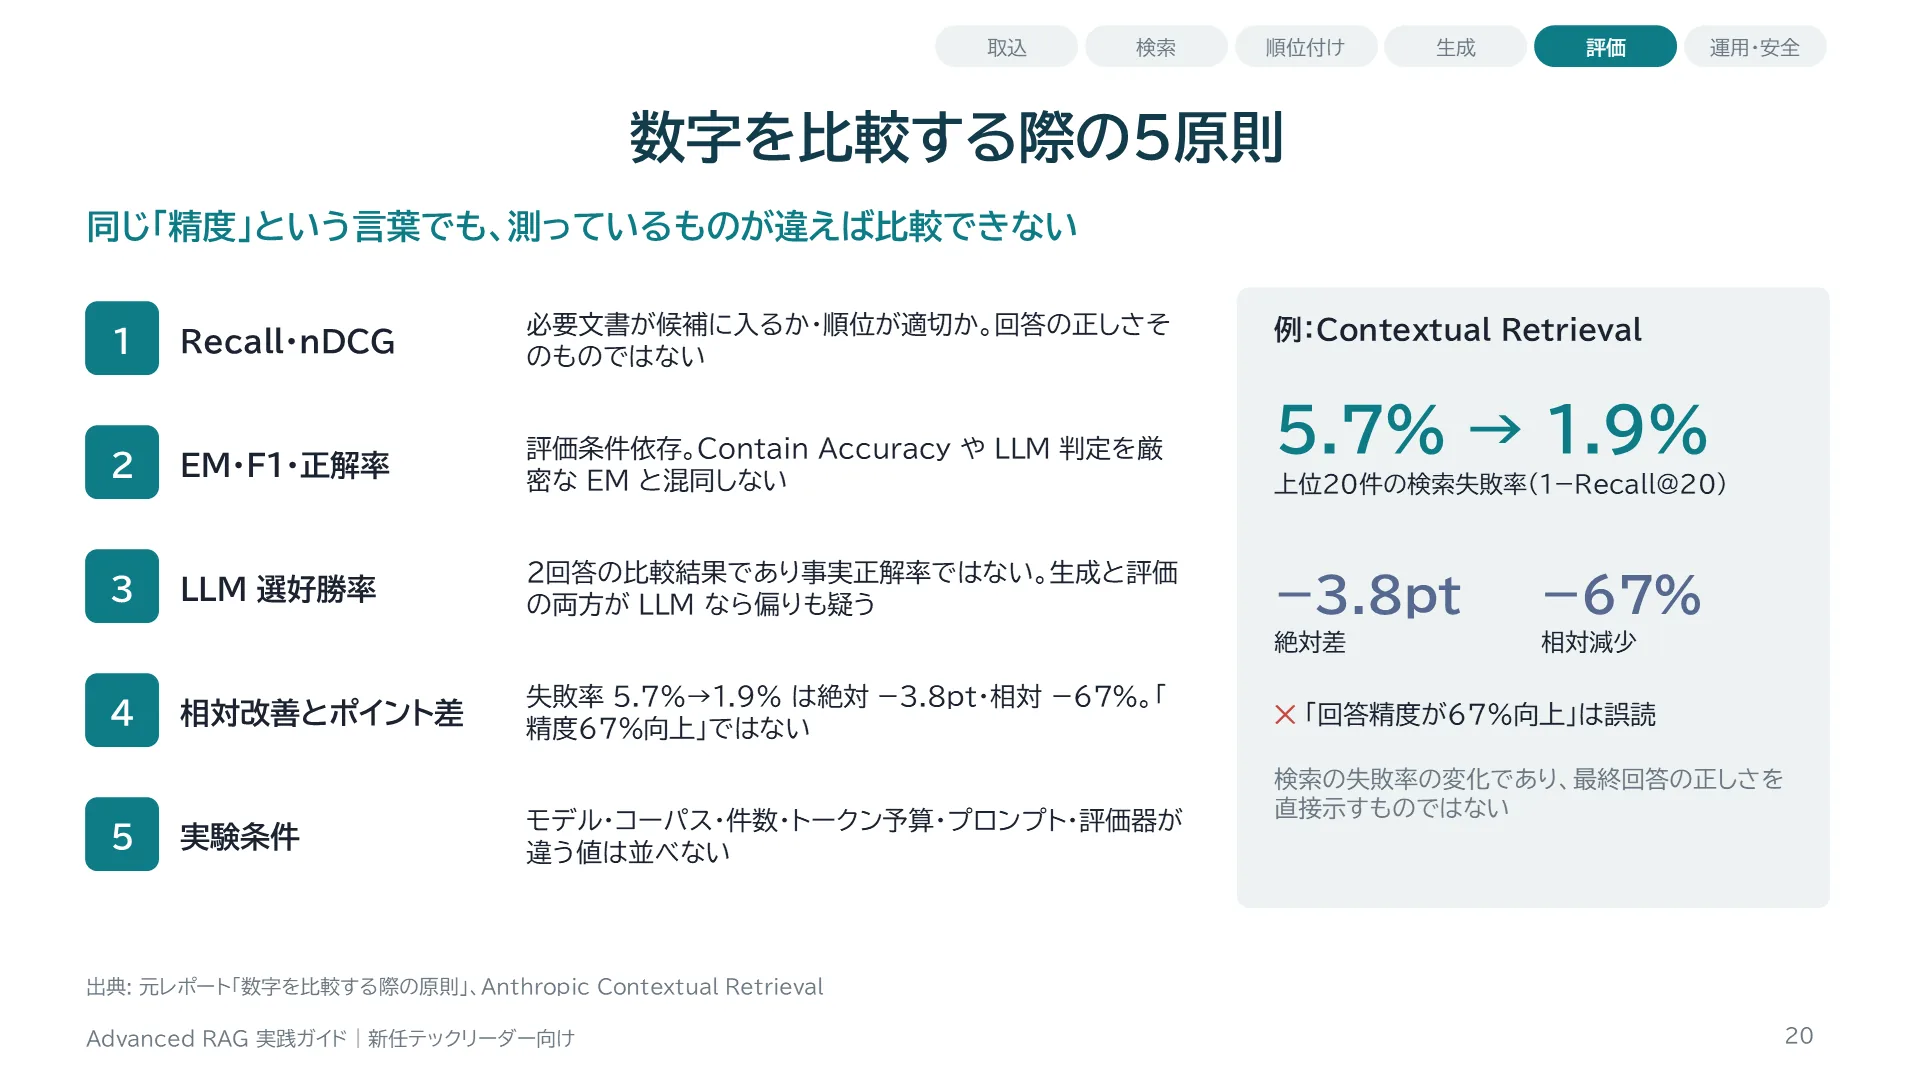 取込
検索
順位付け
生成
評価
運用・安全
数字を比較する際の5原則
同じ「精度」という言葉でも、測っているものが違えば比較できない
1
Recall・nDCG
必要文書が候補に入るか・順位が適切か。回答の正しさそ
のものではない
2
EM・F1・正解率
評価条件依存。Contain Accuracy や LLM 判定を厳
密な EM と混同しない
3
LLM 選好勝率
2回答の比較結果であり事実正解率ではない。生成と評価
の両方が LLM なら偏りも疑う
4
相対改善とポイント差
失敗率 5.7%→1.9% は絶対 −3.8pt・相対 −67%。「
精度67%向上」ではない
5
実験条件
モデル・コーパス・件数・トークン予算・プロンプト・評価器が
違う値は並べない
例：Contextual Retrieval
5.7% → 1.9%
上位20件の検索失敗率（1−Recall@20）
−3.8pt
絶対差
−67%
相対減少
✕「回答精度が67%向上」は誤読
検索の失敗率の変化であり、最終回答の正しさを
直接示すものではない
出典: 元レポート「数字を比較する際の原則」、Anthropic Contextual Retrieval
Advanced RAG 実践ガイド｜新任テックリーダー向け
20